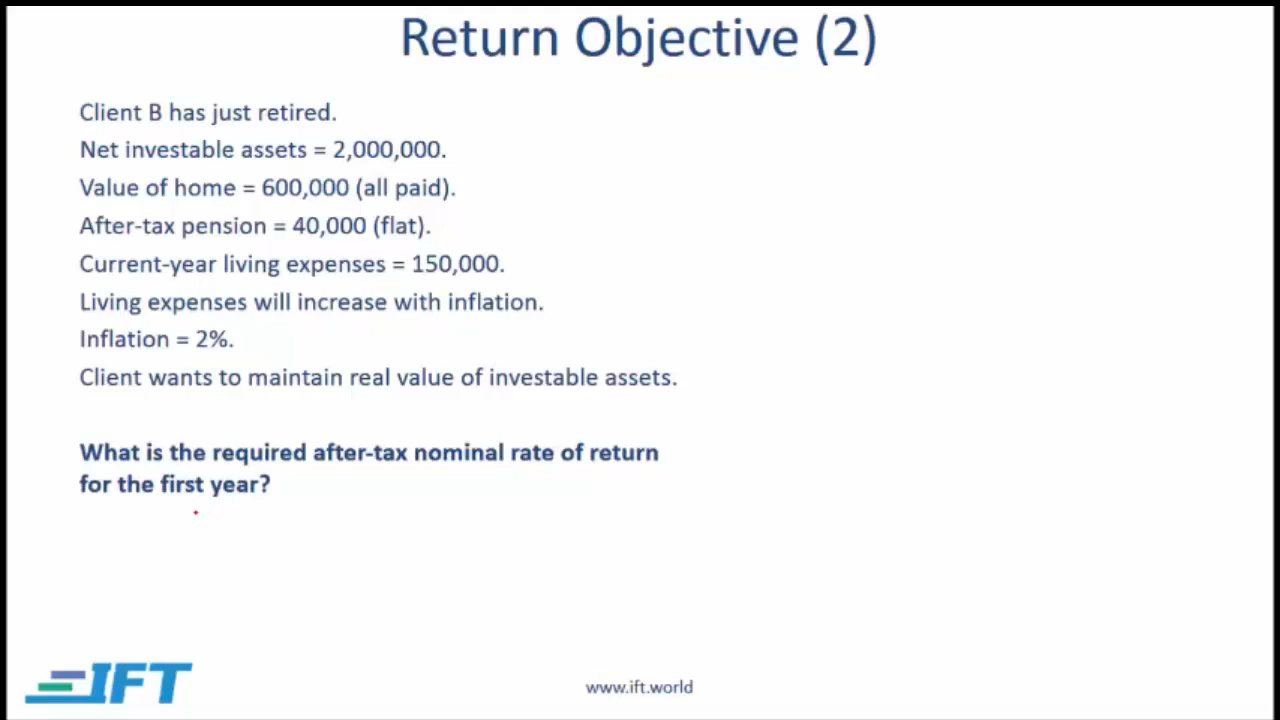 Return Objective (2)
Client B has just retired.
Net investable assets = 2,000,000.
Value of home = 600,000 (all paid).
After-tax pension = 40,000 (flat).
Current-year living expenses = 150,000.
Living expenses will increase with inflation.
Inflation = 2%.
Client wants to maintain real value of investable assets.
What is the required after-tax nominal rate of return
for the first year?
IFT
www.ift.world